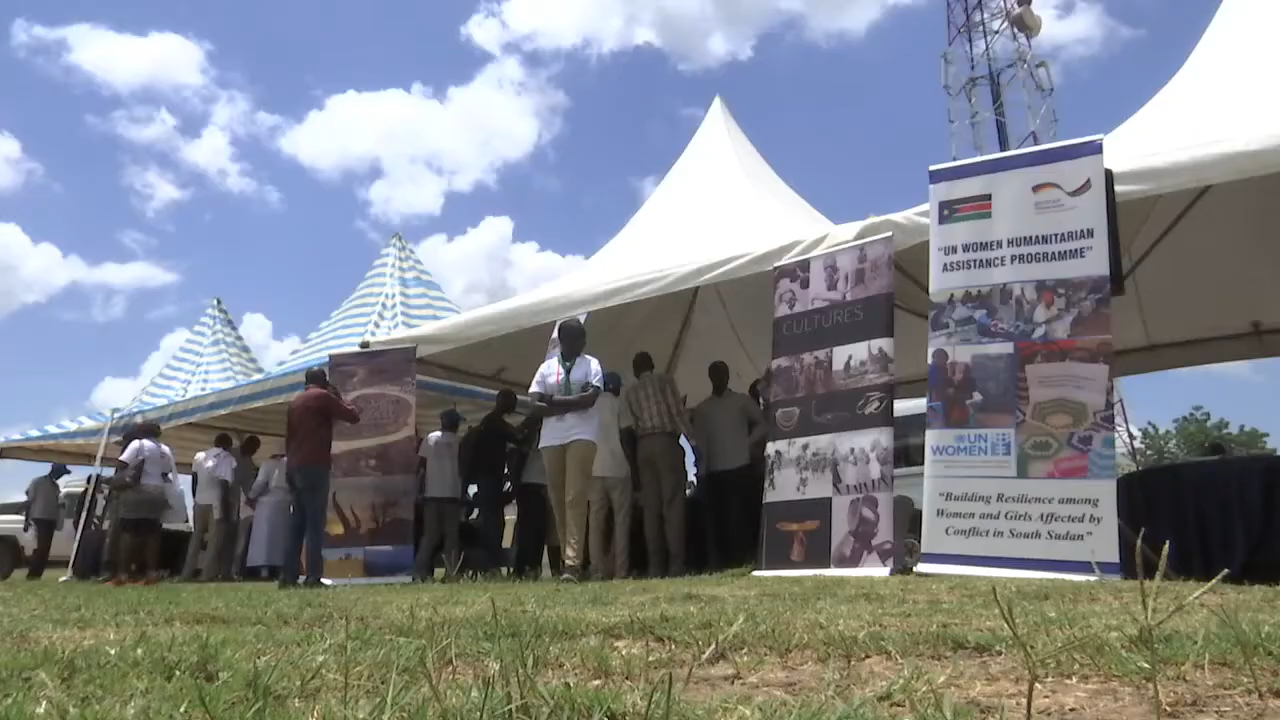 CULTURES
"UN WOMEN HUMANITARIAN
ASSISTANCE PROGRAMME"
UN
WOMEN
"Building Resilience among
Women and Girls Affected by
Conflict in South Sudan"